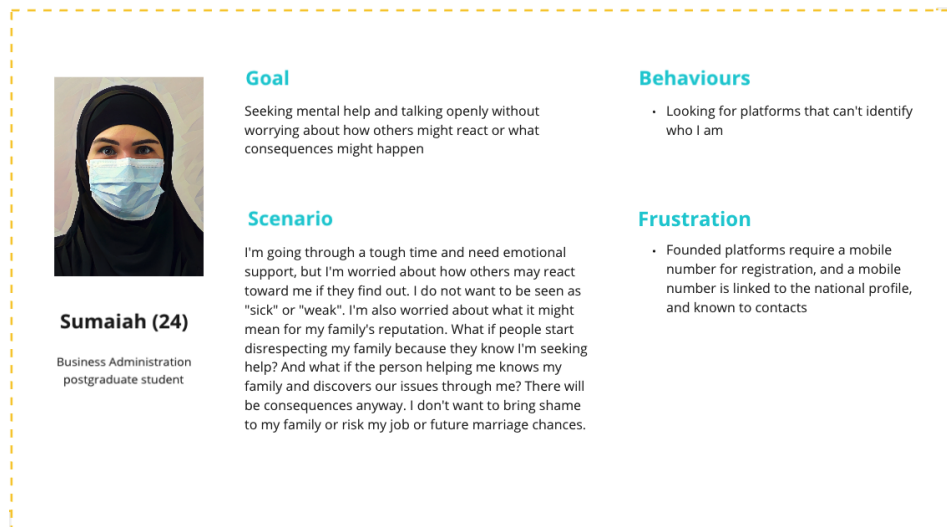 Goal
Seeking mental help and talking openly without
worrying about how others might react or what
consequences might happen
Behaviours
• Looking for platforms that can't identify
who I am
Scenario
I'm going through a tough time and need emotional
support, but I'm worried about how others may react
toward me if they find out. I do not want to be seen as
"sick" or "weak". I'm also worried about what it might
mean for my family's reputation. What if people start
disrespecting my family because they know I'm seeking
help? And what if the person helping me knows my
family and discovers our issues through me? There will
be consequences anyway. I don't want to bring shame
to my family or risk my job or future marriage chances.
Frustration
• Founded platforms require a mobile
number for registration, and a mobile
number is linked to the national profile,
and known to contacts
Sumaiah (24)
Business Administration
postgraduate student